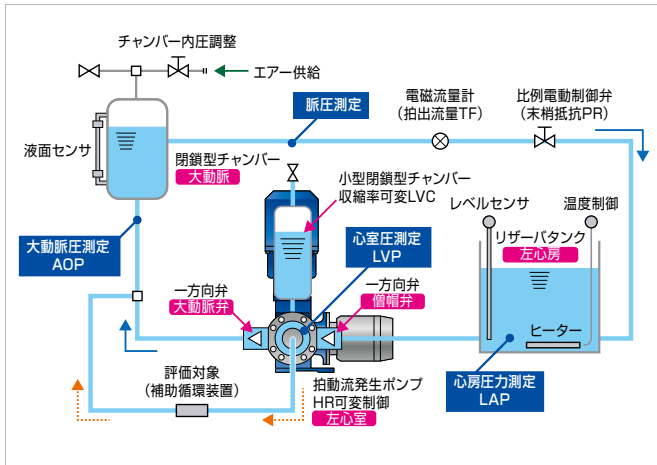 チャンバー内圧調整
エアー供給
脈圧測定
電磁流量計
(拍出流量TF)
比例電動制御弁
(末梢抵抗PR)
液面センサ
閉鎖型チャンバー
大動脈
小型閉鎖型チャンバー
収縮率可変LVC
レベルセンサ
温度制御
リザーバタンク
左心房
大動脈圧測定
AOP
心室圧測定
LVP
一方向弁
大動脈弁
一方向弁
僧帽弁
ヒーター
評価対象
(補助循環装置)
拍動流発生ポンプ
HR可変制御
左心室
心房圧力測定
LAP